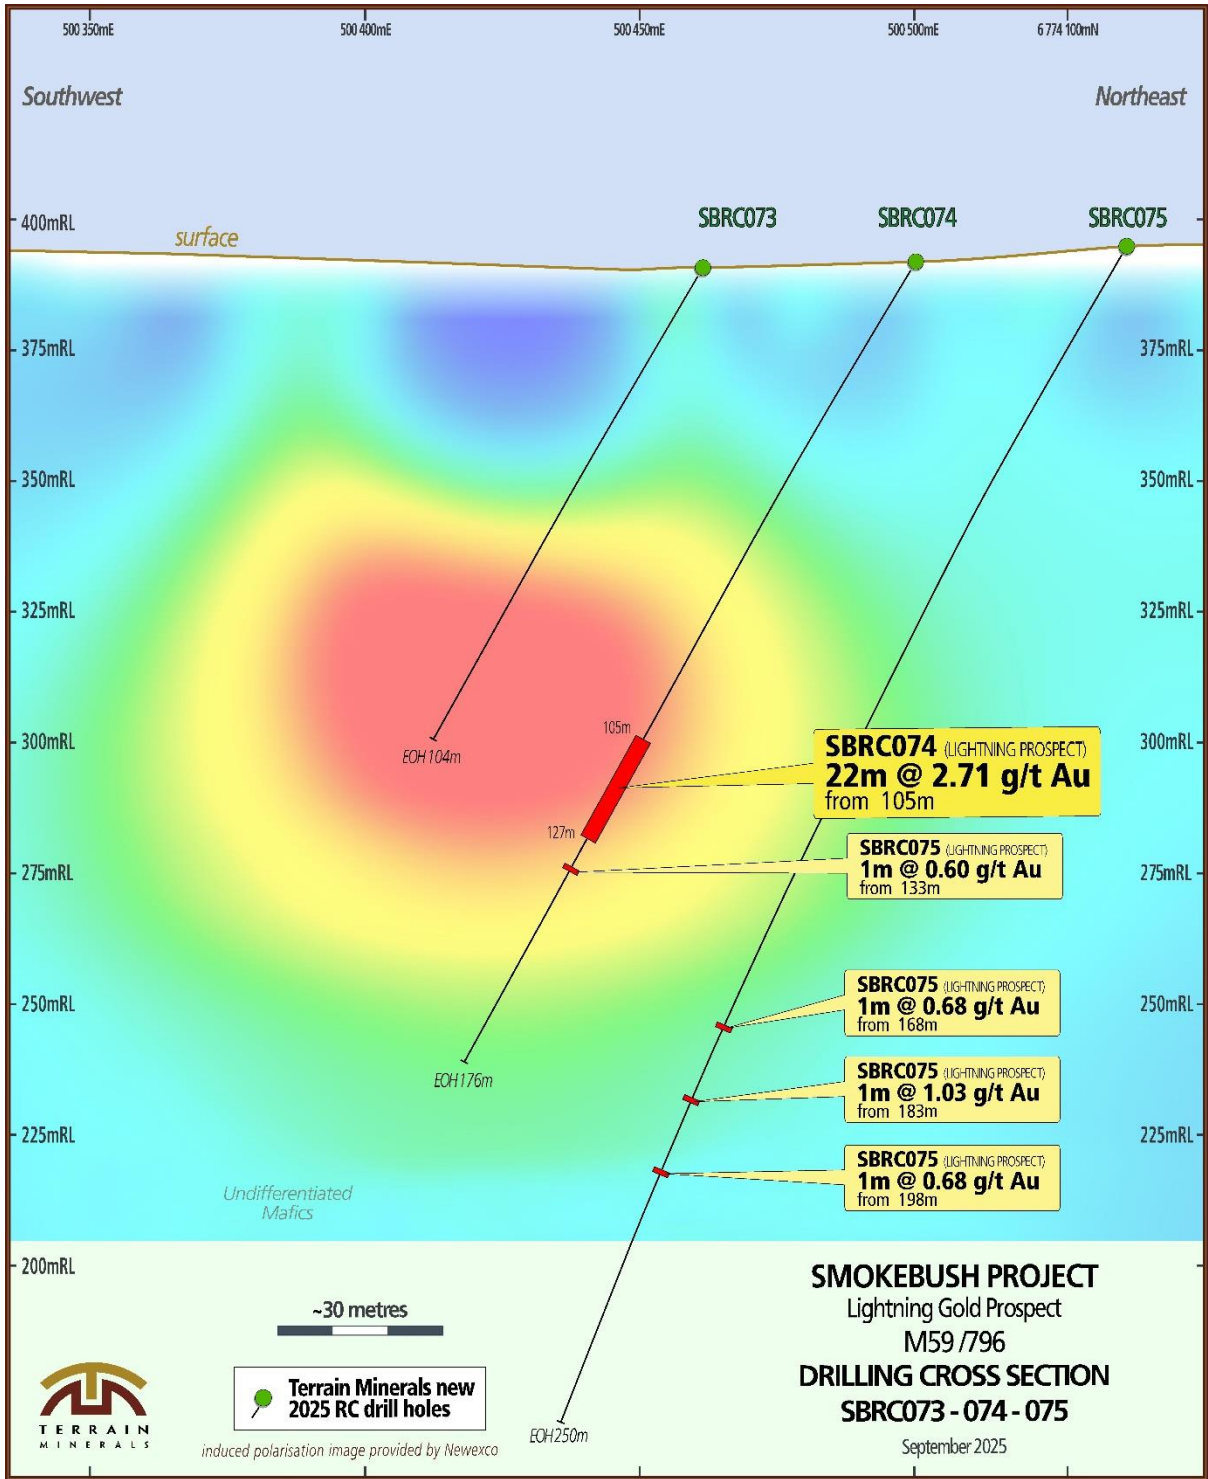 500 350mE
500 400mE
500 450mE
500 500mE
6 774 100mN
Southwest
Northeast
400mRL
SBRC073
SBRC074
SBRC075
surface
375mRL
375mRL
350mRL
350mRL
325mRL
325mRL
105m
300mRL
300mRL
EOH 104m
SBRC074 (LIGHTNING PROSPECT)
22m @ 2.71 g/t Au
from 105m
127m
SBRC075 (LIGHTNING PROSPECT)
1m @ 0.60 g/t Au
from 133m
275mRL
275mRL
SBRC075 (LIGHTNING PROSPECT)
1m @ 0.68 g/t Au
from 168m
250mRL
250mRL
EOH 176m
SBRC075 (LIGHTNING PROSPECT)
1m @ 1.03 g/t Au
from 183m
225mRL
225mRL
SBRC075 (LIGHTNING PROSPECT)
1m @ 0.68 g/t Au
from 198m
Undifferentiated
Mafics
200mRL
~30 metres
SMOKEBUSH PROJECT
Lightning Gold Prospect
M59 /796
DRILLING CROSS SECTION
SBRC073 - 074 - 075
September 2025
Terrain Minerals new
2025 RC drill holes
TERRAIN
MINERALS
induced polarisation image provided by Newexco
EOH 250m